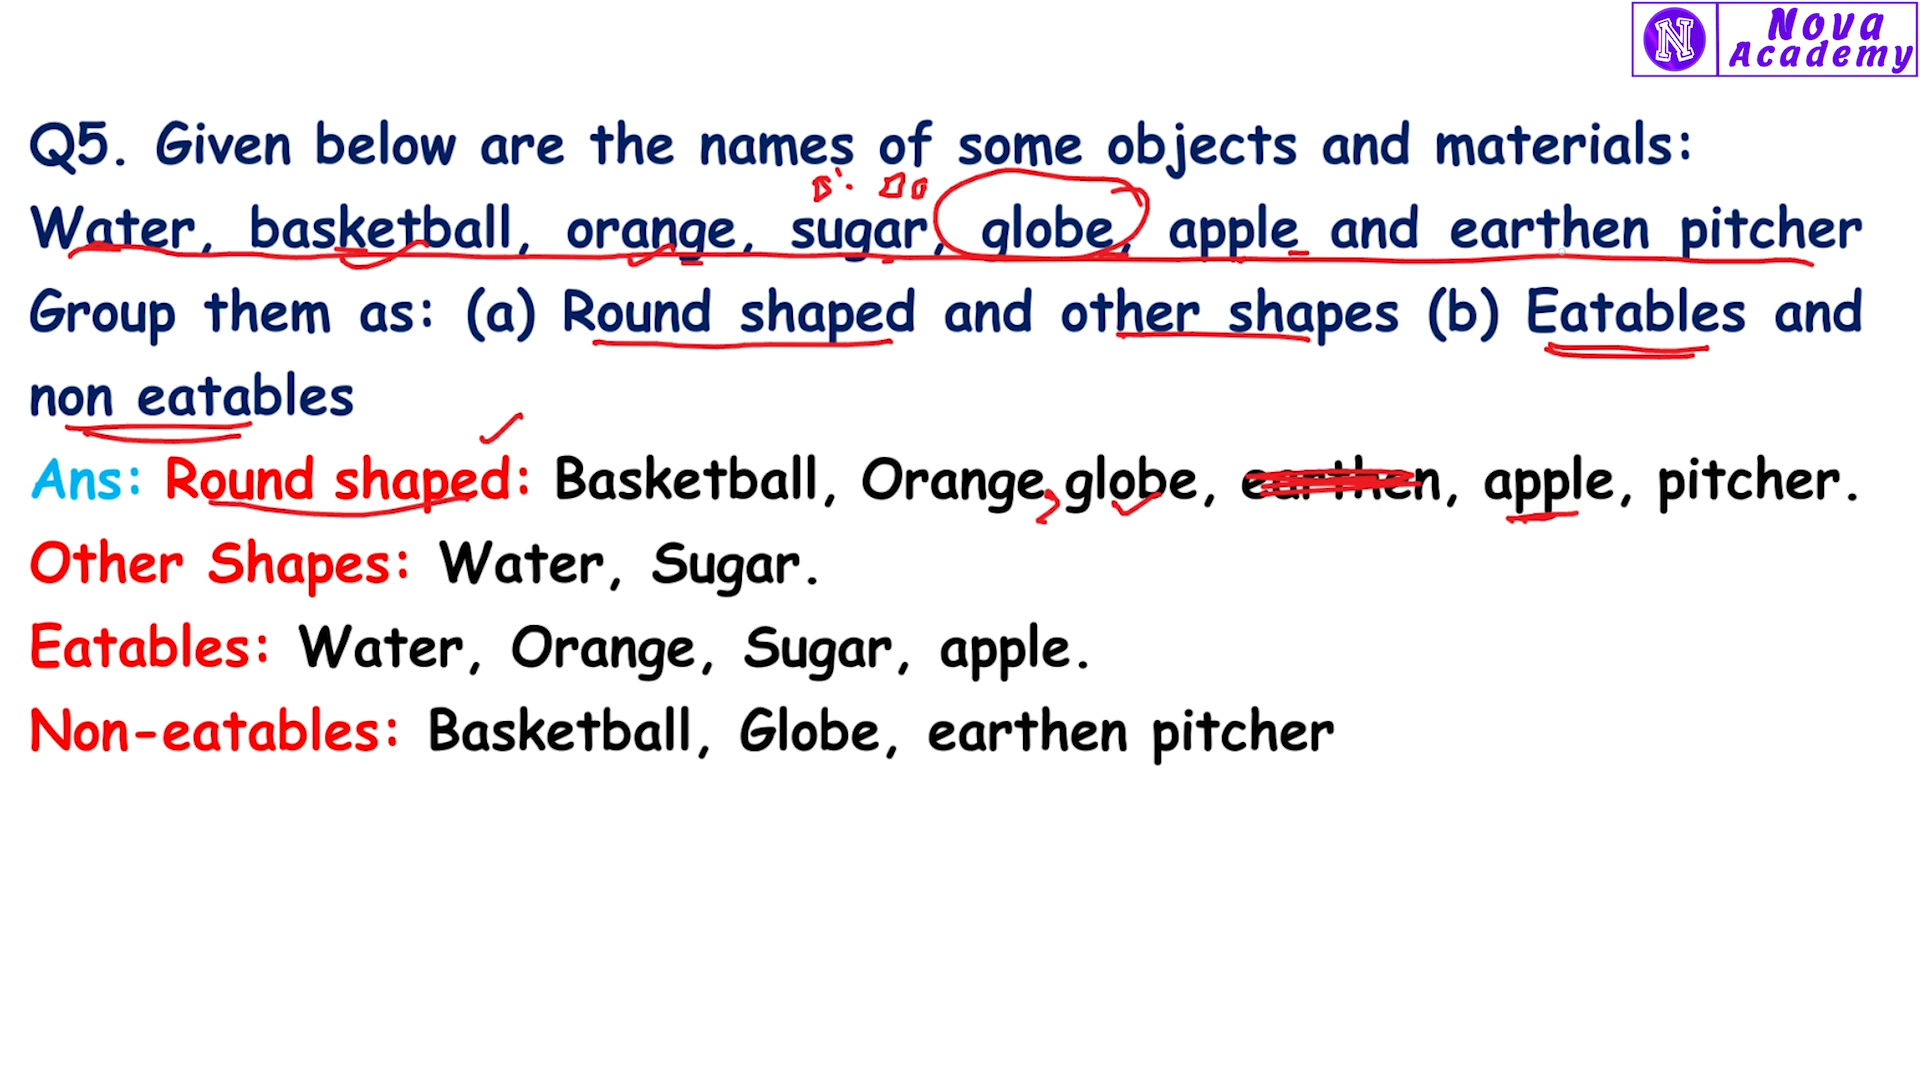 N Nova
Academy
Q5. Given below are the names of some objects and materials:
Water, basketball, orange, sugar, globe, apple and earthen pitcher
Group them as: (a) Round shaped and other shapes (b) Eatables and
non eatables
Ans: Round shaped: Basketball, Orange, globe, earthen, apple, pitcher.
Other Shapes: Water, Sugar.
Eatables: Water, Orange, Sugar, apple.
Non-eatables: Basketball, Globe, earthen pitcher